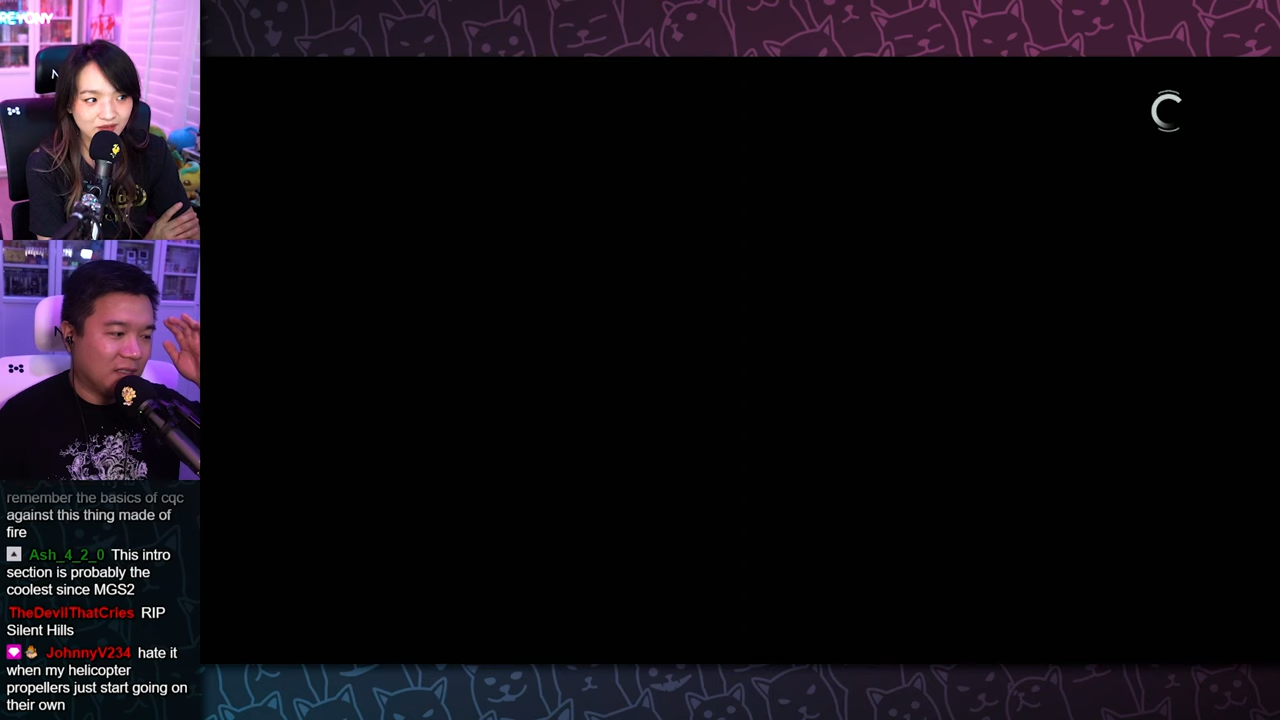 REYONY
remember the basics of cqc
against this thing made of
fire
Ash_4_2_0 This intro
section is probably the
coolest since MGS2
TheDevilThatCries RIP
Silent Hills
JohnnyV234 hate it
when my helicopter
propellers just start going on
their own